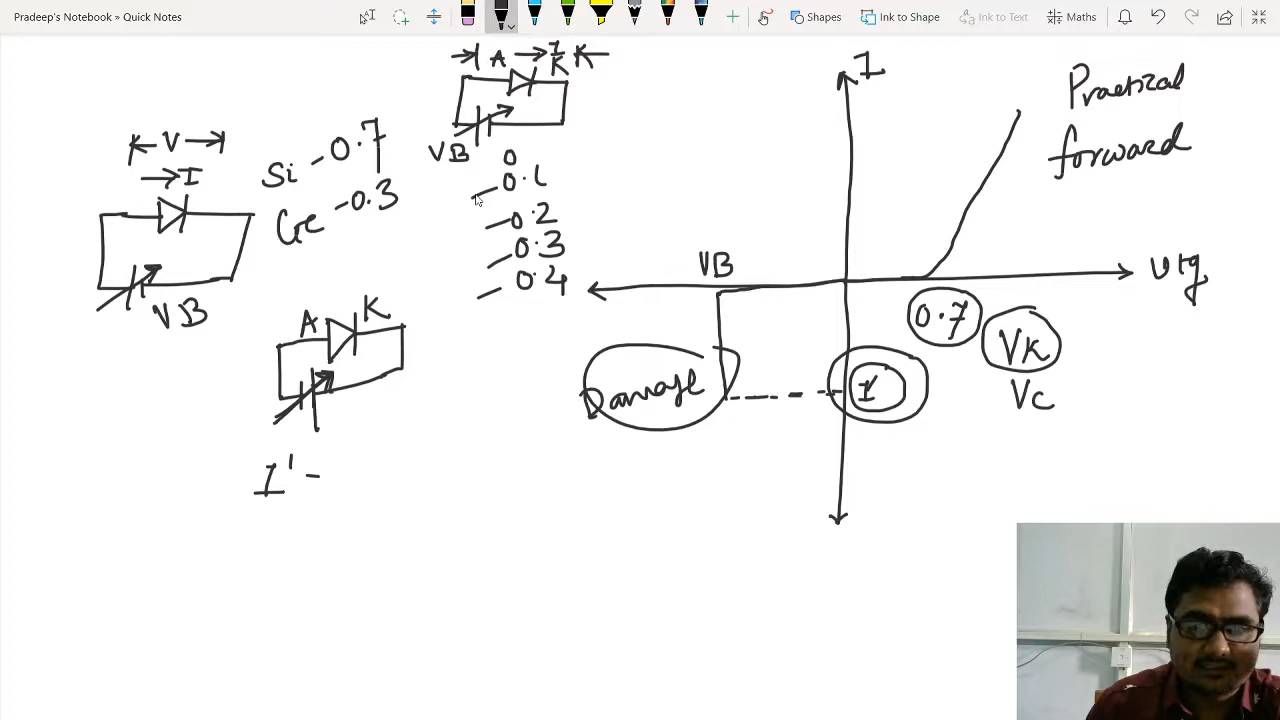 Pradeep's Notebook » Quick Notes
Shapes
Ink to Shape
Ink to Text
Maths
A I K K
VB
0
0.1
0.2
0.3
0.4
V
I
Si - 0.7
Ge - 0.3
VB
A K
I' -
I
Practical
forward
VB
Vtg
0.7
VK
VC
Damage
I